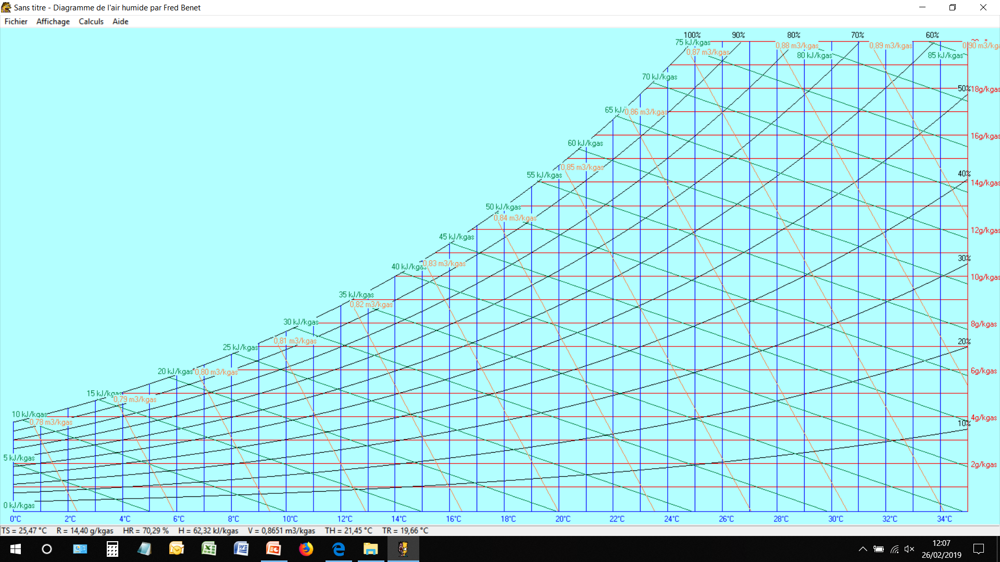 Sans titre - Diagramme de l'air humide par Fred Benet
Fichier Affichage Calculs Aide
100% 90% 80% 70% 60%
75 kJ/kgas
0,87 m3/kgas 0,88 m3/kgas 0,89 m3/kgas 0,90 m3/kga
80 kJ/kgas 85 kJ/kgas
70 kJ/kgas
50% 18g/kgas
65 kJ/ 0,86 m3/kgas
16g/kgas
60 kJ/kgas
0,85 m3/kgas
55 kJ/kgas 40%
14g/kgas
50 kJ/kgas
0,84 m3/kgas
12g/kgas
45 kJ/kgas
30%
40 kJ/kgas 0,83 m3/kgas
10g/kgas
35 kJ/kgas
0,82 m3/kgas
30 kJ/kgas 8g/kgas
0,81 m3/kgas 20%
25 kJ/kgas
20 kJ/kgas 0,80 m3/kgas 6g/kgas
15 kJ/kgas
0,79 m3/kgas
10 kJ/kgas 4g/kgas
0,78 m3/kgas 10%
5 kJ/kgas 2g/kgas
0 kJ/kgas
0°C 2°C 4°C 6°C 8°C 10°C 12°C 14°C 16°C 18°C 20°C 22°C 24°C 26°C 28°C 30°C 32°C 34°C
TS = 25,47 °C R = 14,40 g/kgas HR = 70,29 % H = 62,32 kJ/kgas V = 0,8651 m3/kgas TH = 21,45 °C TR = 19,66 °C
12:07
26/02/2019